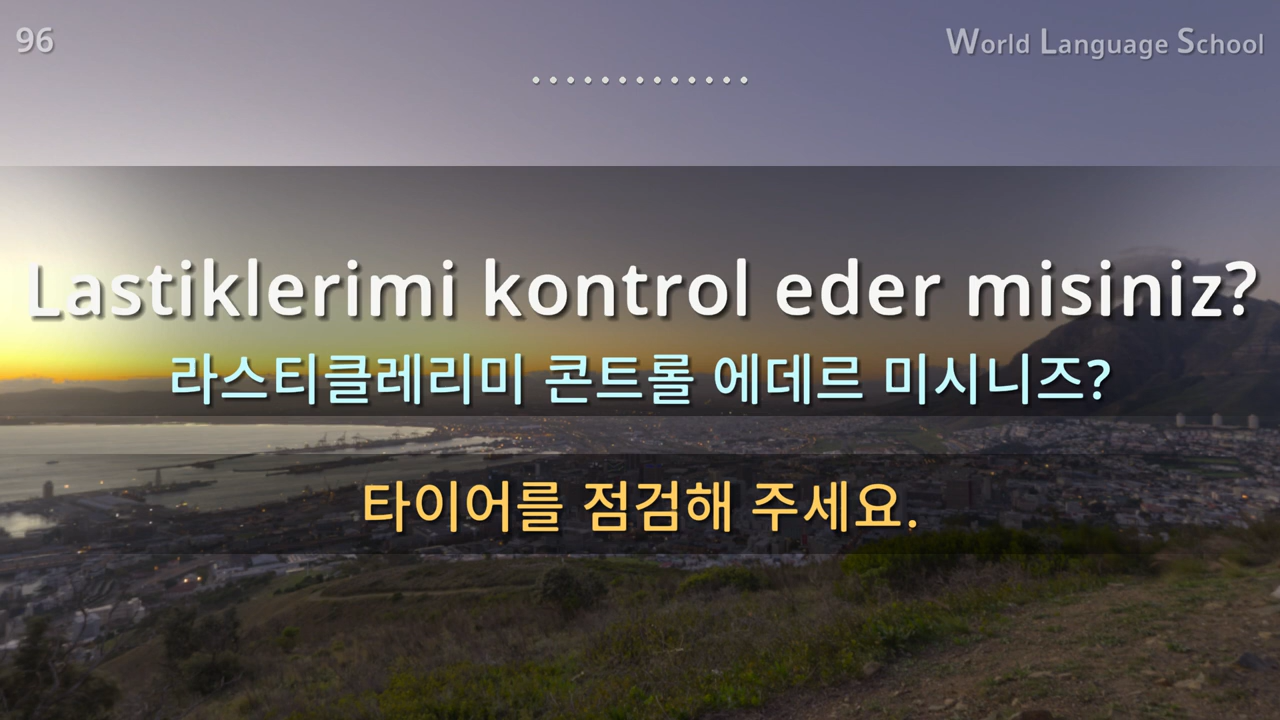 96
World Language School
Lastiklerimi kontrol eder misiniz?
라스티클레리미 콘트롤 에데르 미시니즈?
타이어를 점검해 주세요.